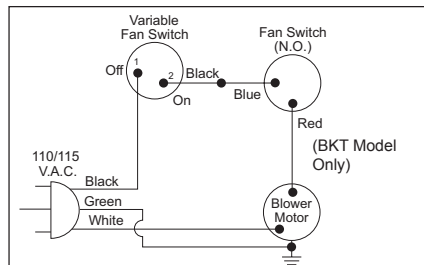 Variable
Fan Switch
Fan Switch
(N.O.)
1
Off
2
Black
On
Blue
Red
(BKT Model
Only)
110/115
V.A.C.
Black
Green
White
Blower
Motor